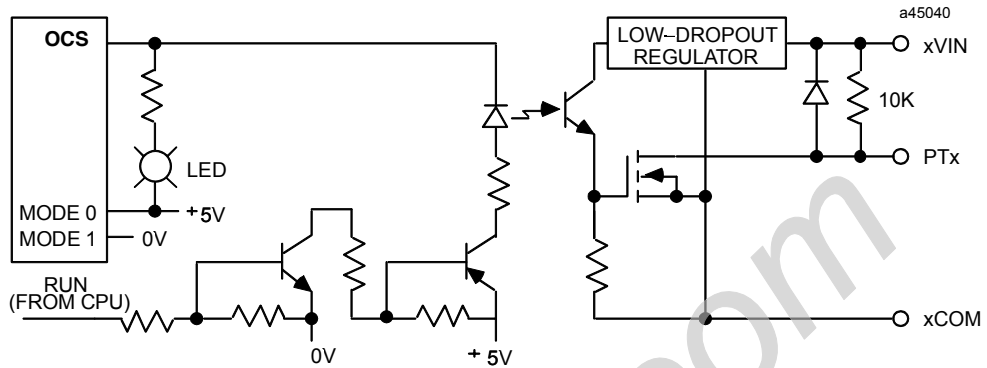 a45040
OCS
LOW–DROPOUT
REGULATOR
xVIN
10K
LED
PTx
MODE 0
+5V
MODE 1
0V
RUN
(FROM CPU)
xCOM
0V
+ 5V
com